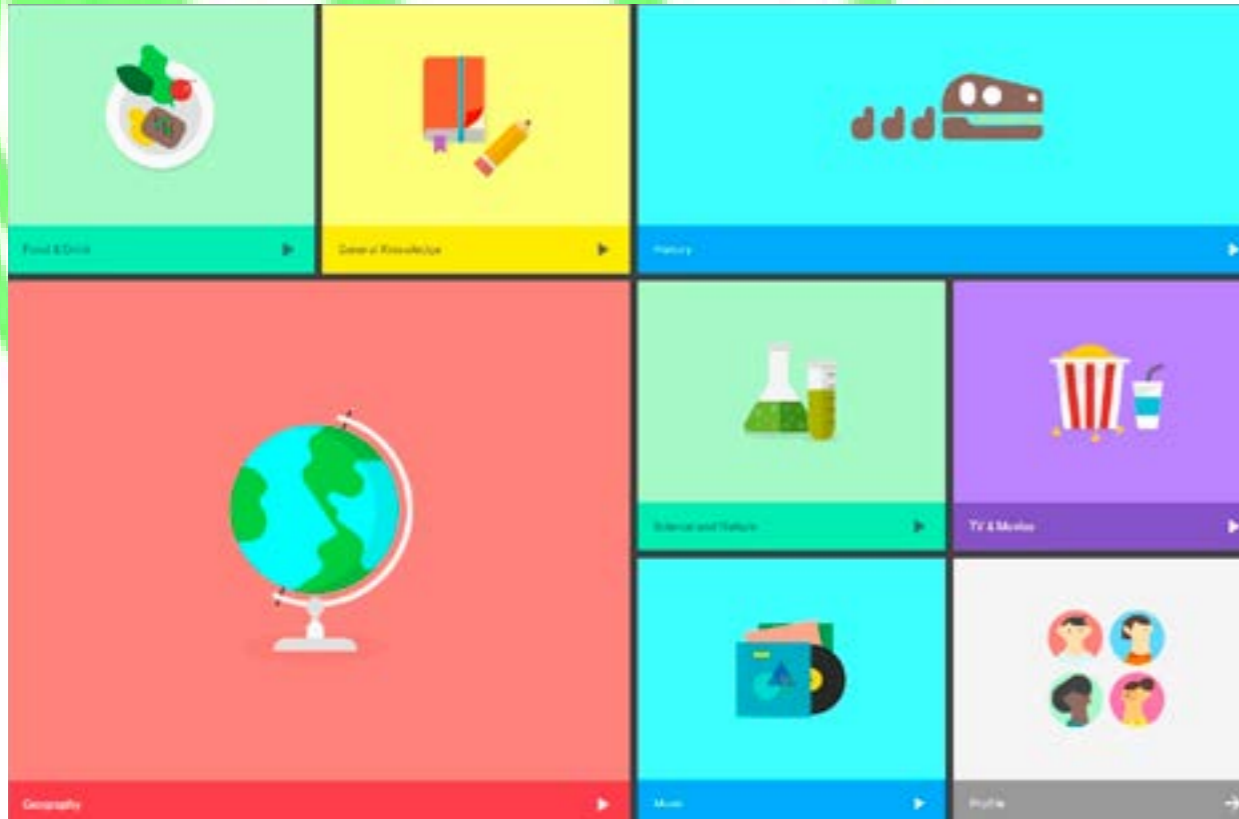 Food & Drink
General Knowledge
History
Geography
Science and Nature
TV & Movies
Music
Profile